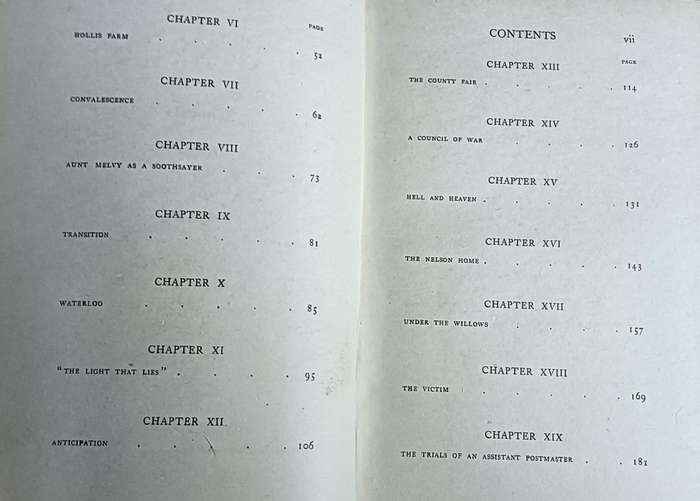 CHAPTER VI
PAGE
HOLLIS FARM . . . . 52
CHAPTER VII
CONVALESCENCE . . . . 62
CHAPTER VIII
AUNT MELVY AS A SOOTHSAYER . . . 73
CHAPTER IX
TRANSITION . . . . . 81
CHAPTER X
WATERLOO . . . . . 85
CHAPTER XI
"THE LIGHT THAT LIES" . . . . 95
CHAPTER XII.
ANTICIPATION . . . . . 106
CONTENTS vii
CHAPTER XIII
PAGE
THE COUNTY FAIR . . . . . 114
CHAPTER XIV
A COUNCIL OF WAR . . . . 126
CHAPTER XV
HELL AND HEAVEN . . . . . 131
CHAPTER XVI
THE NELSON HOME . . . . . 143
CHAPTER XVII
UNDER THE WILLOWS . . . . 157
CHAPTER XVIII
THE VICTIM . . . . . 169
CHAPTER XIX
THE TRIALS OF AN ASSISTANT POSTMASTER . . 181